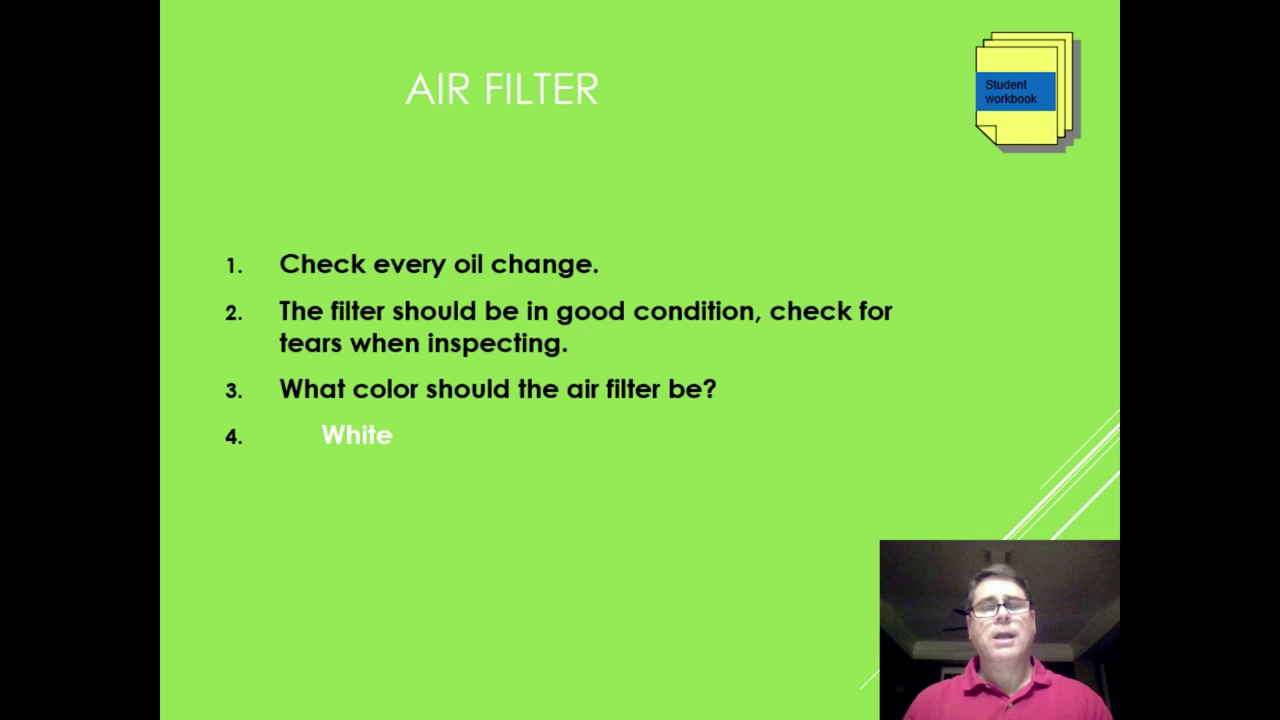 AIR FILTER
Student
workbook
1. Check every oil change.
2. The filter should be in good condition, check for
tears when inspecting.
3. What color should the air filter be?
4. White